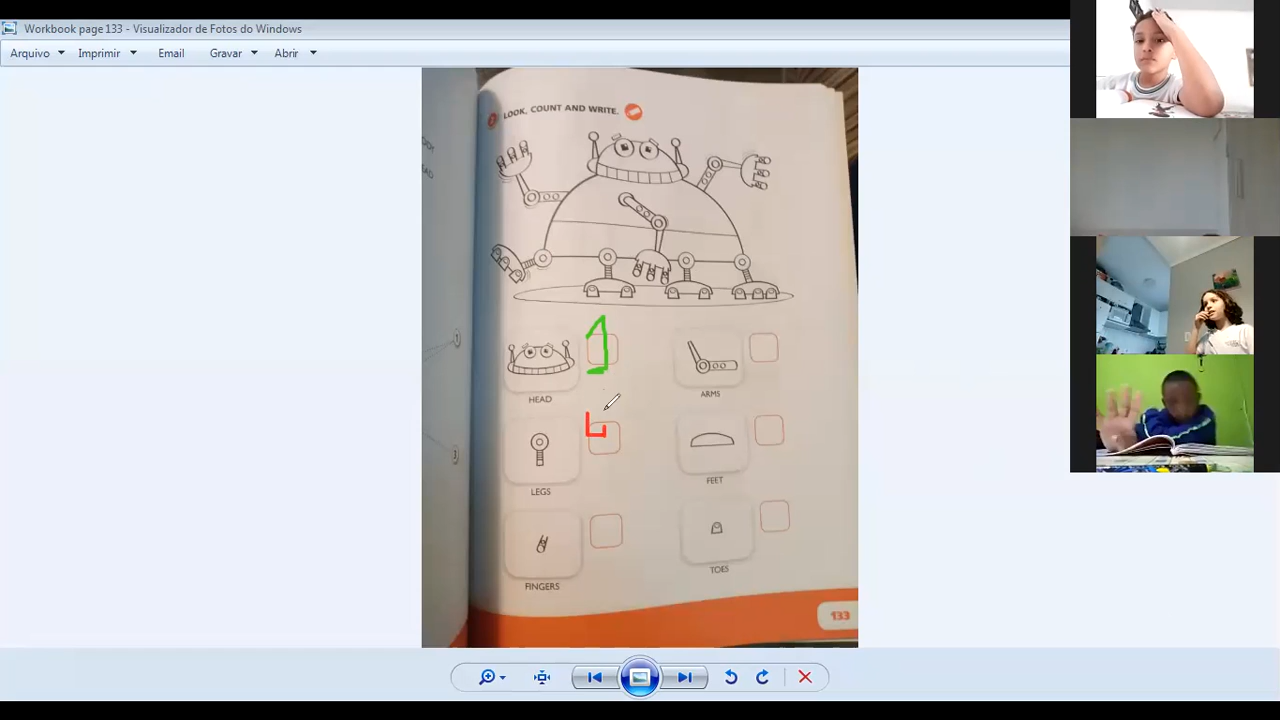 Workbook page 133 - Visualizador de Fotos do Windows
Arquivo Imprimir Email Gravar Abrir
LOOK, COUNT AND WRITE.
1
HEAD
ARMS
4
LEGS
FEET
FINGERS
TOES
133